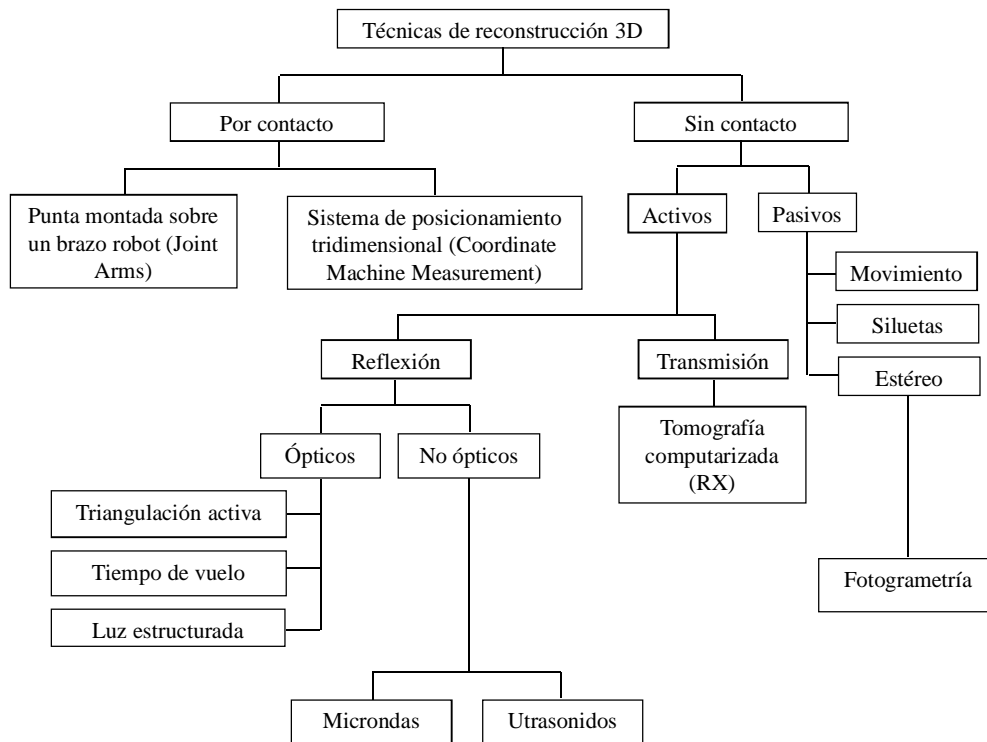 Técnicas de reconstrucción 3D
Por contacto
Sin contacto
Punta montada sobre
un brazo robot (Joint
Arms)
Sistema de posicionamiento
tridimensional (Coordinate
Machine Measurement)
Activos
Pasivos
Movimiento
Siluetas
Estéreo
Reflexión
Transmisión
Ópticos
No ópticos
Tomografía
computarizada
(RX)
Triangulación activa
Tiempo de vuelo
Luz estructurada
Fotogrametría
Microndas
Utrasonidos